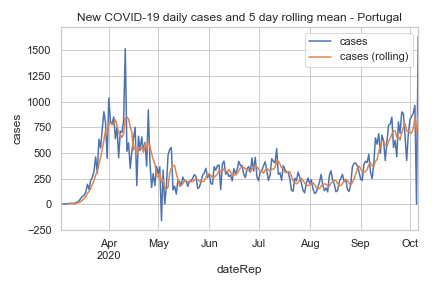 New COVID-19 daily cases and 5 day rolling mean - Portugal
cases
cases (rolling)
1500
1250
1000
750
500
250
0
−250
cases
Apr
2020
May
Jun
Jul
Aug
Sep
Oct
dateRep